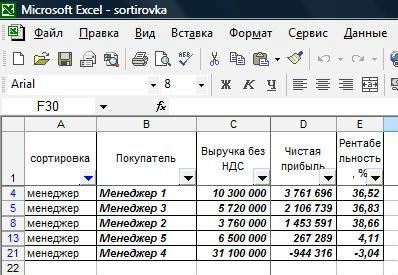 Microsoft Excel - sortirovka
Файл Правка Вид Вставка Формат Сервис Данные
Arial 8 Ж К Ч
F30 fx
A B C D E
1 сортировка Покупатель Выручка без НДС Чистая прибыль Рентабельность, %
4 менеджер Менеджер 1 10 300 000 3 761 696 36,52
5 менеджер Менеджер 3 5 720 000 2 106 739 36,83
8 менеджер Менеджер 2 3 760 000 1 453 591 38,66
13 менеджер Менеджер 5 6 500 000 267 289 4,11
21 менеджер Менеджер 4 31 100 000 -944 316 -3,04
22